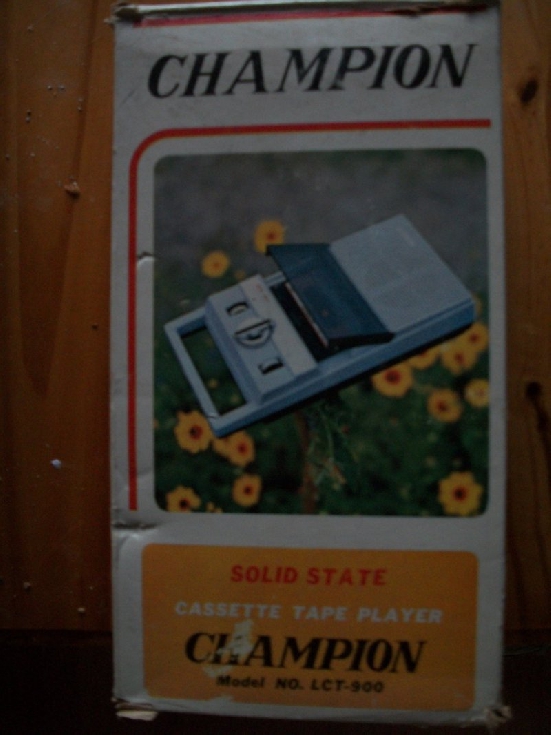 CHAMPION
SOLID STATE
CASSETTE TAPE PLAYER
CHAMPION
Model NO. LCT-900